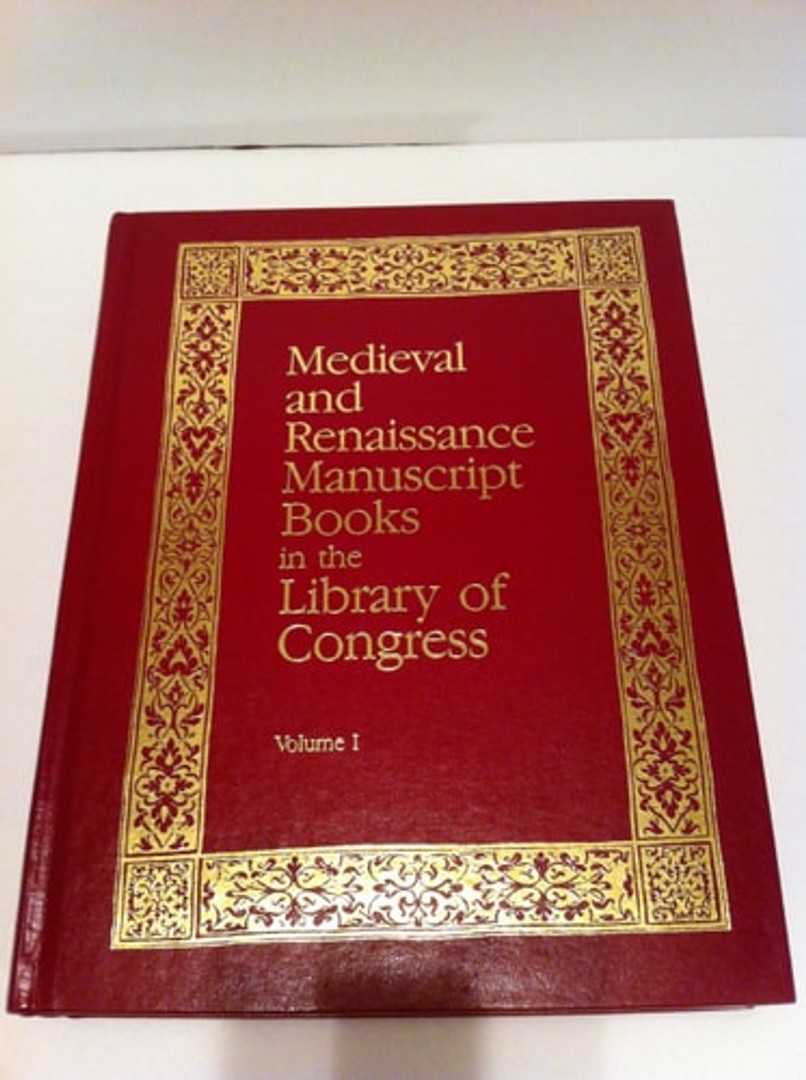 Medieval
and
Renaissance
Manuscript
Books
in the
Library of
Congress
Volume I